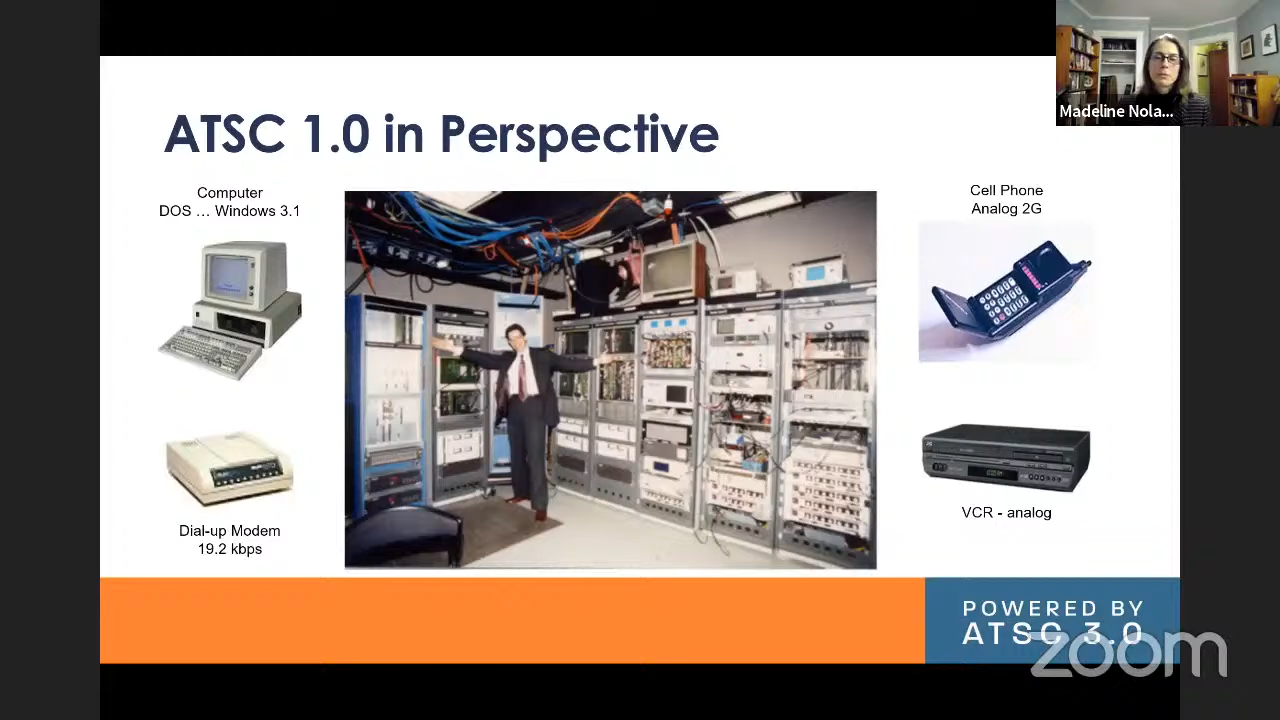 ATSC 1.0 in Perspective
Madeline Nola...
Computer
DOS ... Windows 3.1
Cell Phone
Analog 2G
Dial-up Modem
19.2 kbps
VCR - analog
POWERED BY
ATSC 3.0
zoom